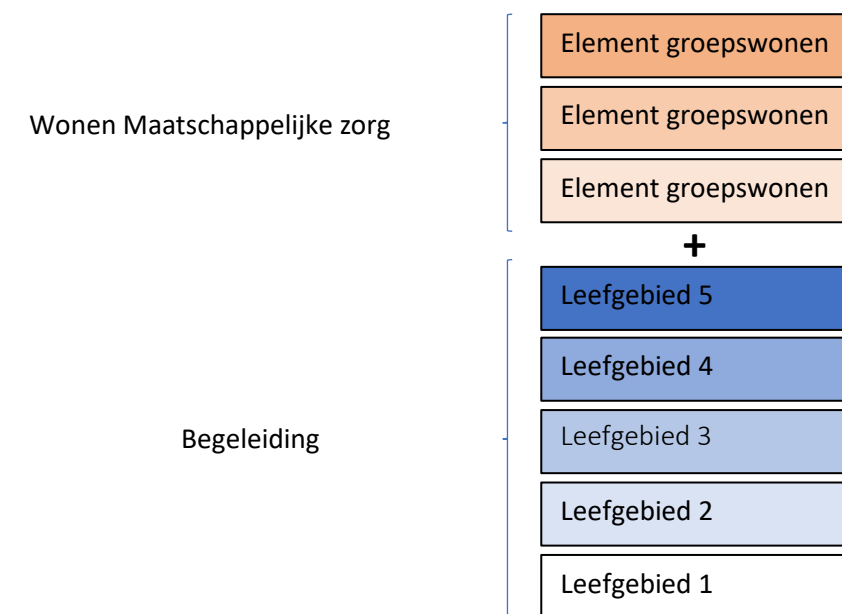 Wonen Maatschappelijke zorg
Element groepswonen
Element groepswonen
Element groepswonen
+
Begeleiding
Leefgebied 5
Leefgebied 4
Leefgebied 3
Leefgebied 2
Leefgebied 1